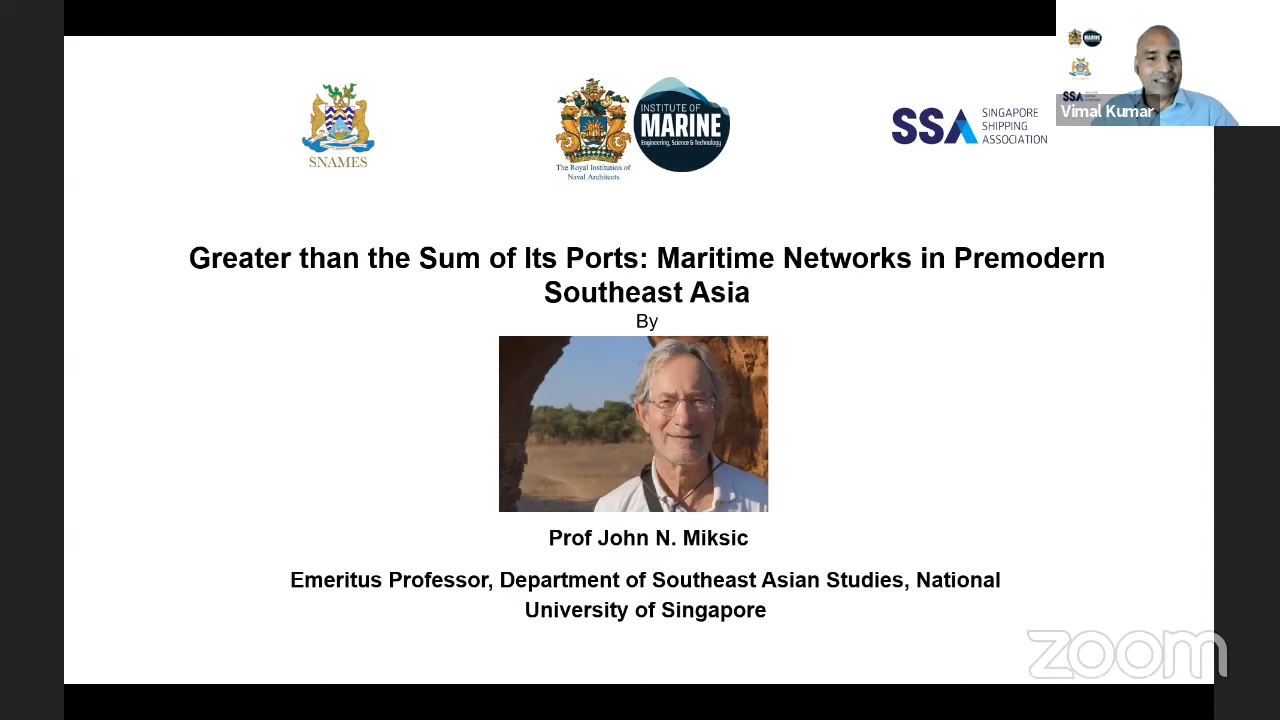 SNAMES
The Royal Institution of
Naval Architects
INSTITUTE OF
MARINE
Engineering, Science & Technology
SSA
SINGAPORE
SHIPPING
ASSOCIATION
MARINE
SSA
Vimal Kumar
Greater than the Sum of Its Ports: Maritime Networks in Premodern
Southeast Asia
By
Prof John N. Miksic
Emeritus Professor, Department of Southeast Asian Studies, National
University of Singapore
zoom